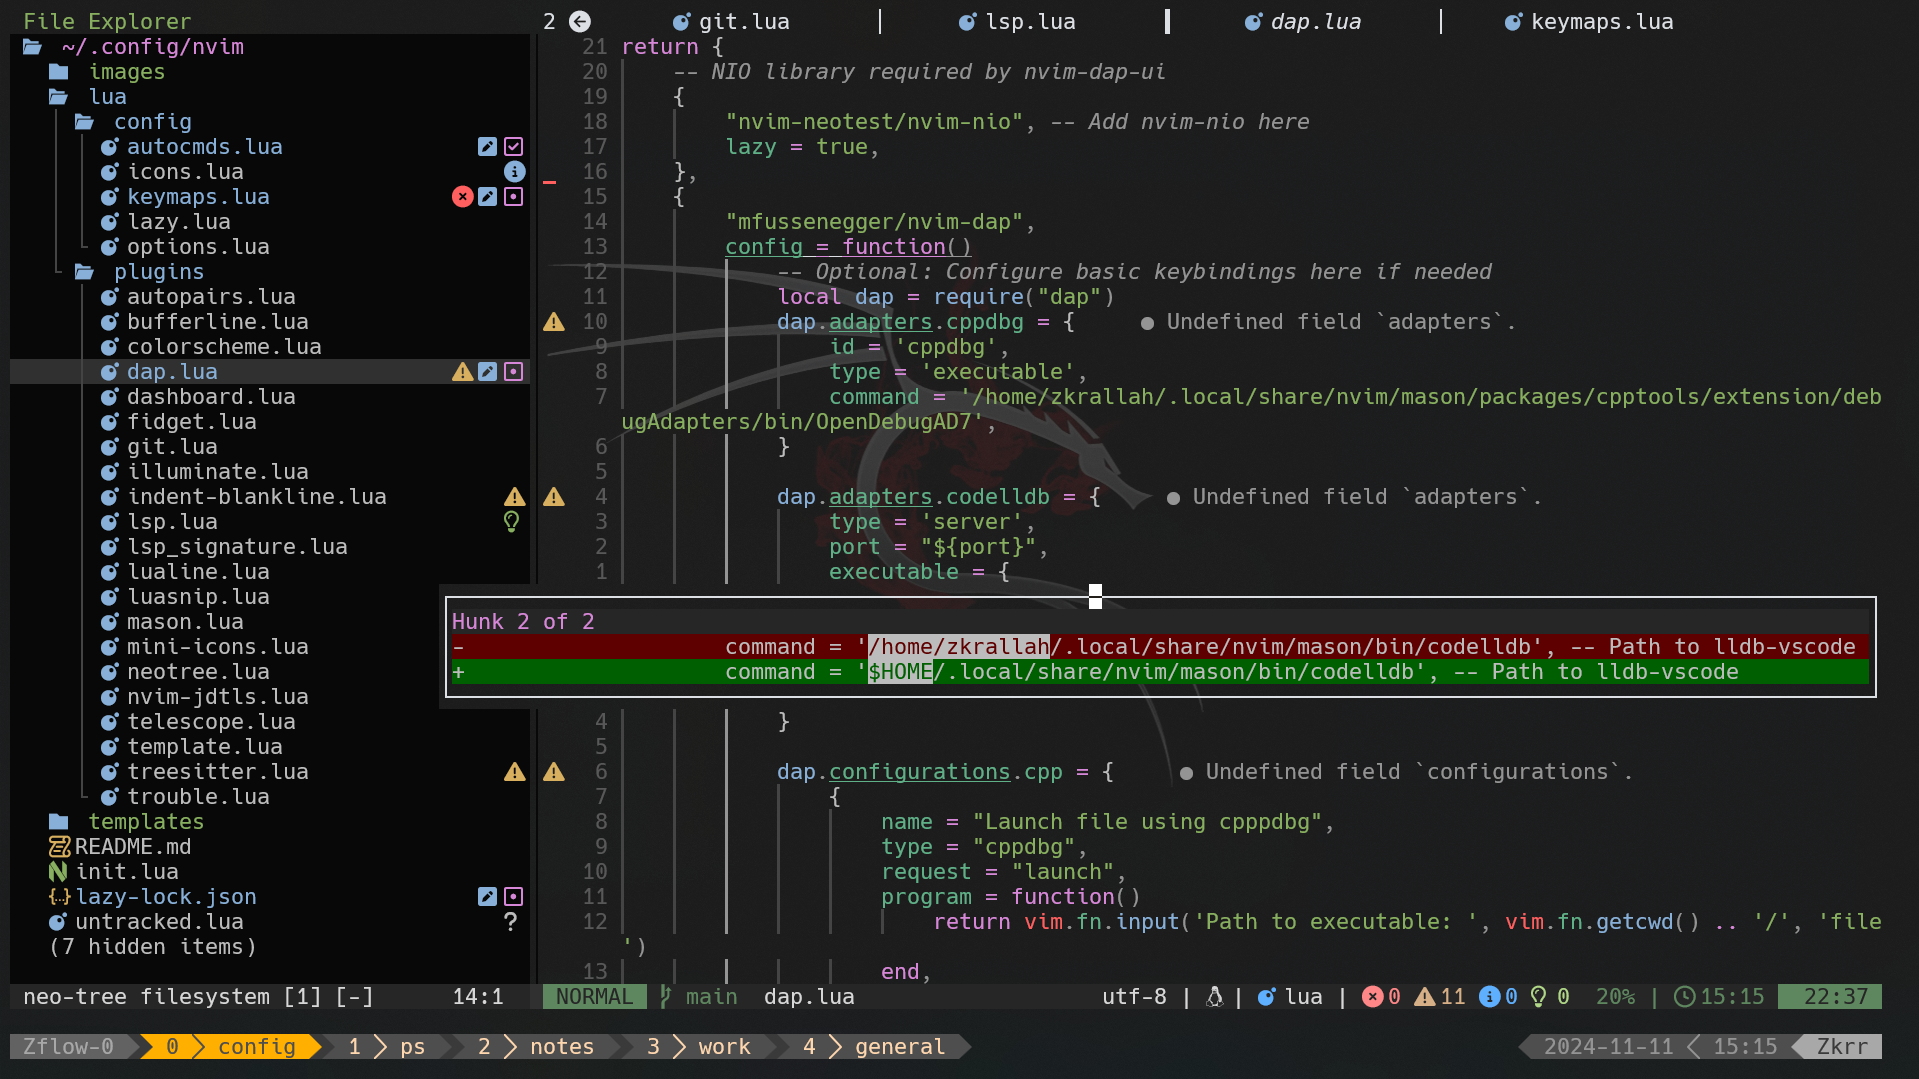 File Explorer
~/.config/nvim
images
lua
config
autocmds.lua
icons.lua
keymaps.lua
lazy.lua
options.lua
plugins
autopairs.lua
bufferline.lua
colorscheme.lua
dap.lua
dashboard.lua
fidget.lua
git.lua
illuminate.lua
indent-blankline.lua
lsp.lua
lsp_signature.lua
lualine.lua
luasnip.lua
mason.lua
mini-icons.lua
neotree.lua
nvim-jdtls.lua
telescope.lua
template.lua
treesitter.lua
trouble.lua
templates
README.md
init.lua
{..} lazy-lock.json
untracked.lua ?
(7 hidden items)
neo-tree filesystem [1] [-] 14:1
2 git.lua | lsp.lua | dap.lua | keymaps.lua
21 return {
20 -- NIO library required by nvim-dap-ui
19 {
18 "nvim-neotest/nvim-nio", -- Add nvim-nio here
17 lazy = true,
16 },
15 {
14 "mfussenegger/nvim-dap",
13 config = function()
12 -- Optional: Configure basic keybindings here if needed
11 local dap = require("dap")
10 dap.adapters.cppdbg = { ● Undefined field `adapters`.
9 id = 'cppdbg',
8 type = 'executable',
7 command = '/home/zkrallah/.local/share/nvim/mason/packages/cpptools/extension/deb
ugAdapters/bin/OpenDebugAD7',
6 }
5
4 dap.adapters.codelldb = { ● Undefined field `adapters`.
3 type = 'server',
2 port = "${port}",
1 executable = {
Hunk 2 of 2
- command = '/home/zkrallah/.local/share/nvim/mason/bin/codelldb', -- Path to lldb-vscode
+ command = '$HOME/.local/share/nvim/mason/bin/codelldb', -- Path to lldb-vscode
4 }
5
6 dap.configurations.cpp = { ● Undefined field `configurations`.
7 {
8 name = "Launch file using cpppdbg",
9 type = "cppdbg",
10 request = "launch",
11 program = function()
12 return vim.fn.input('Path to executable: ', vim.fn.getcwd() .. '/', 'file
')
13 end,
NORMAL main dap.lua utf-8 | | lua | 0 11 0 0 20% | 15:15 22:37
Zflow-0 0 config 1 ps 2 notes 3 work 4 general 2024-11-11 15:15 Zkrr